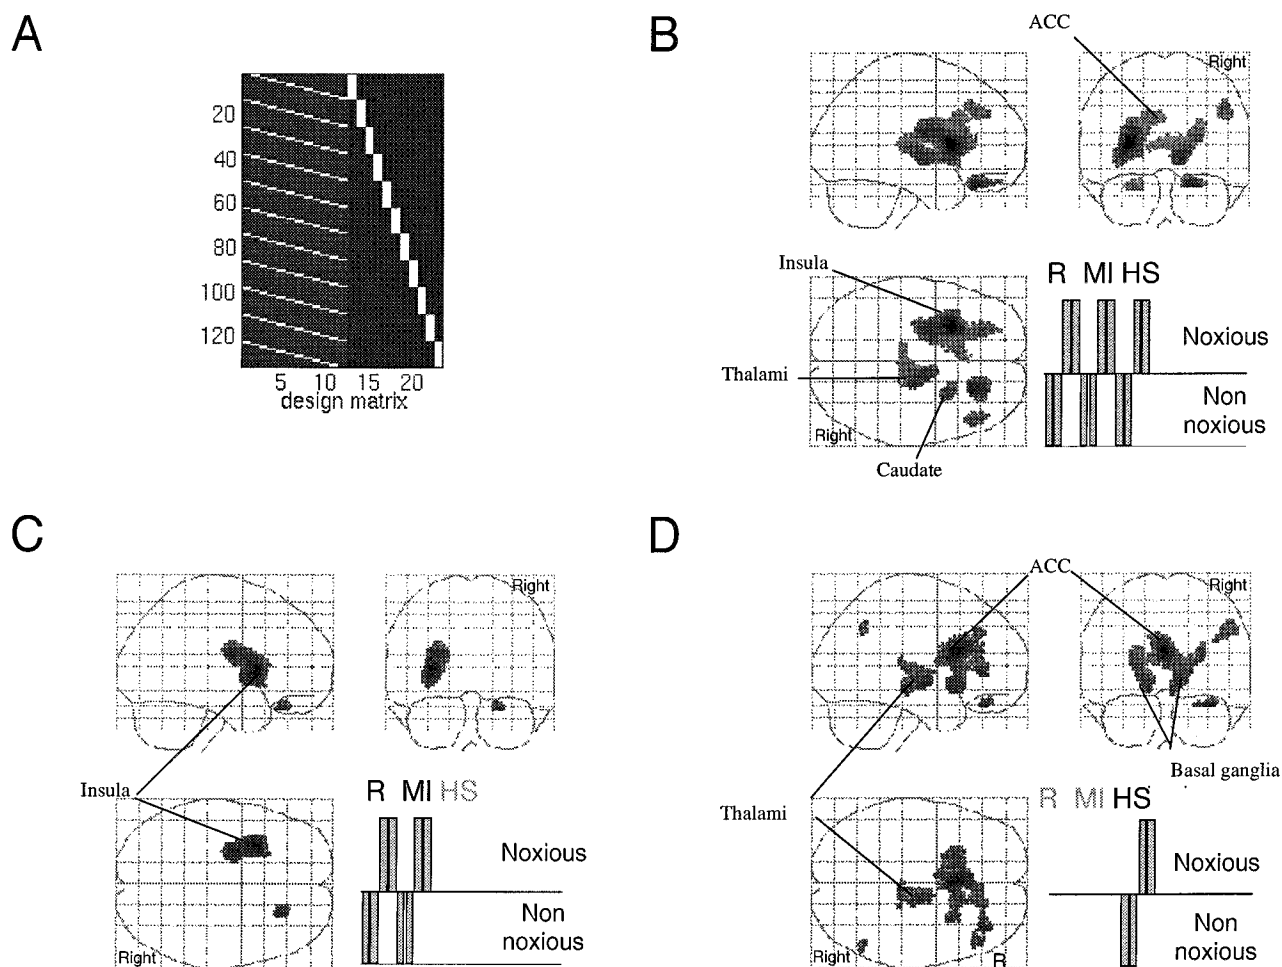 A
20
40
60
80
100
120
5 10 15 20
design matrix
B
ACC
Right
Insula
R MI HS
Noxious
Thalami
Non
noxious
Right
Caudate
C
Right
Insula
R MI HS
Noxious
Non
noxious
Right
D
ACC
Right
Basal ganglia
R MI HS
Thalami
Noxious
Non
noxious
Right
R